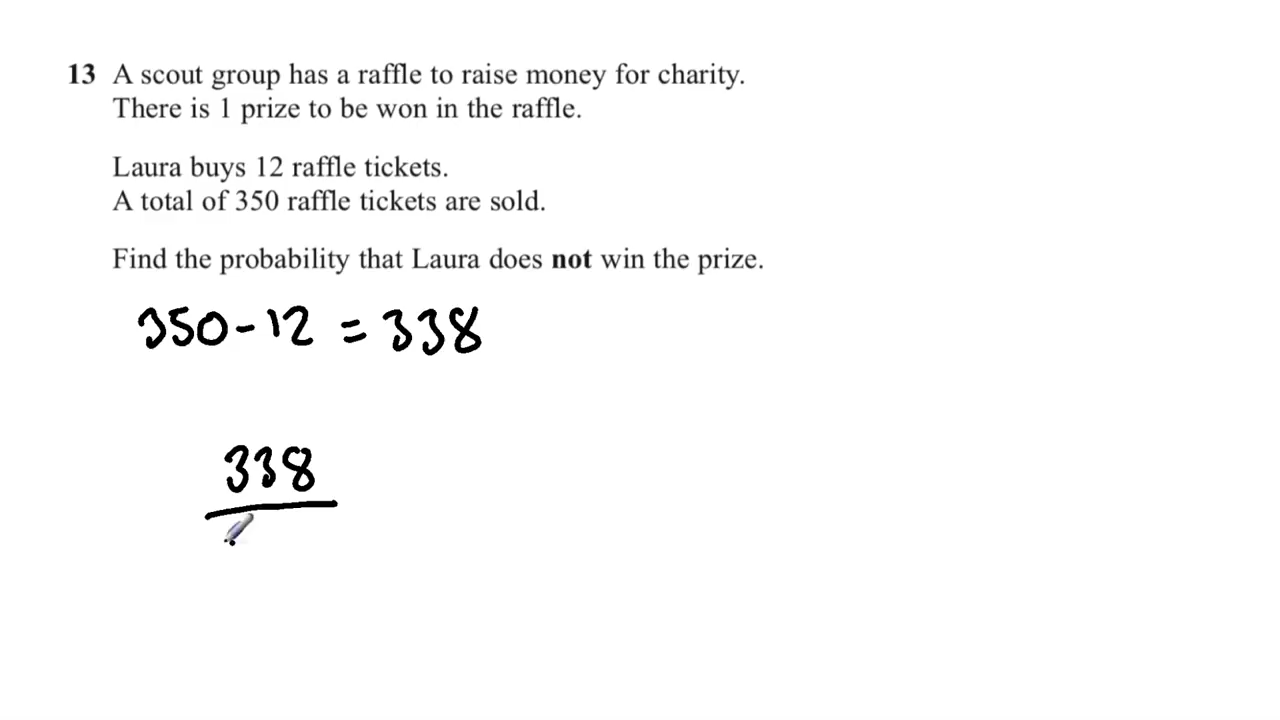 13 A scout group has a raffle to raise money for charity.
There is 1 prize to be won in the raffle.
Laura buys 12 raffle tickets.
A total of 350 raffle tickets are sold.
Find the probability that Laura does not win the prize.
350-12 = 338
338